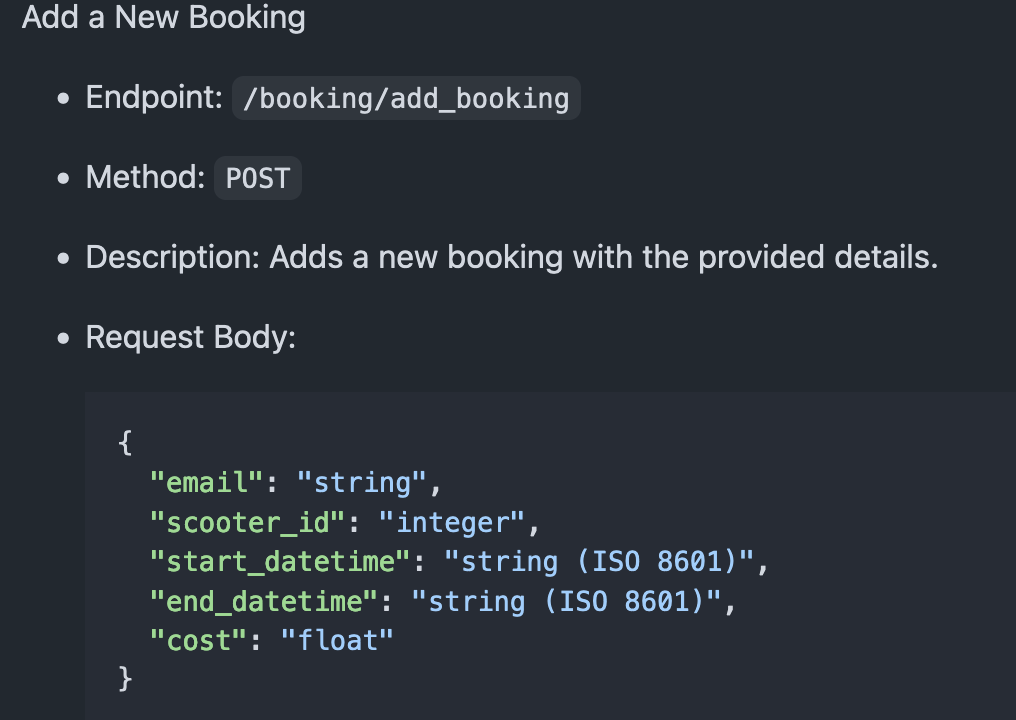 Add a New Booking
• Endpoint: /booking/add_booking
• Method: POST
• Description: Adds a new booking with the provided details.
• Request Body:
{
  "email": "string",
  "scooter_id": "integer",
  "start_datetime": "string (ISO 8601)",
  "end_datetime": "string (ISO 8601)",
  "cost": "float"
}